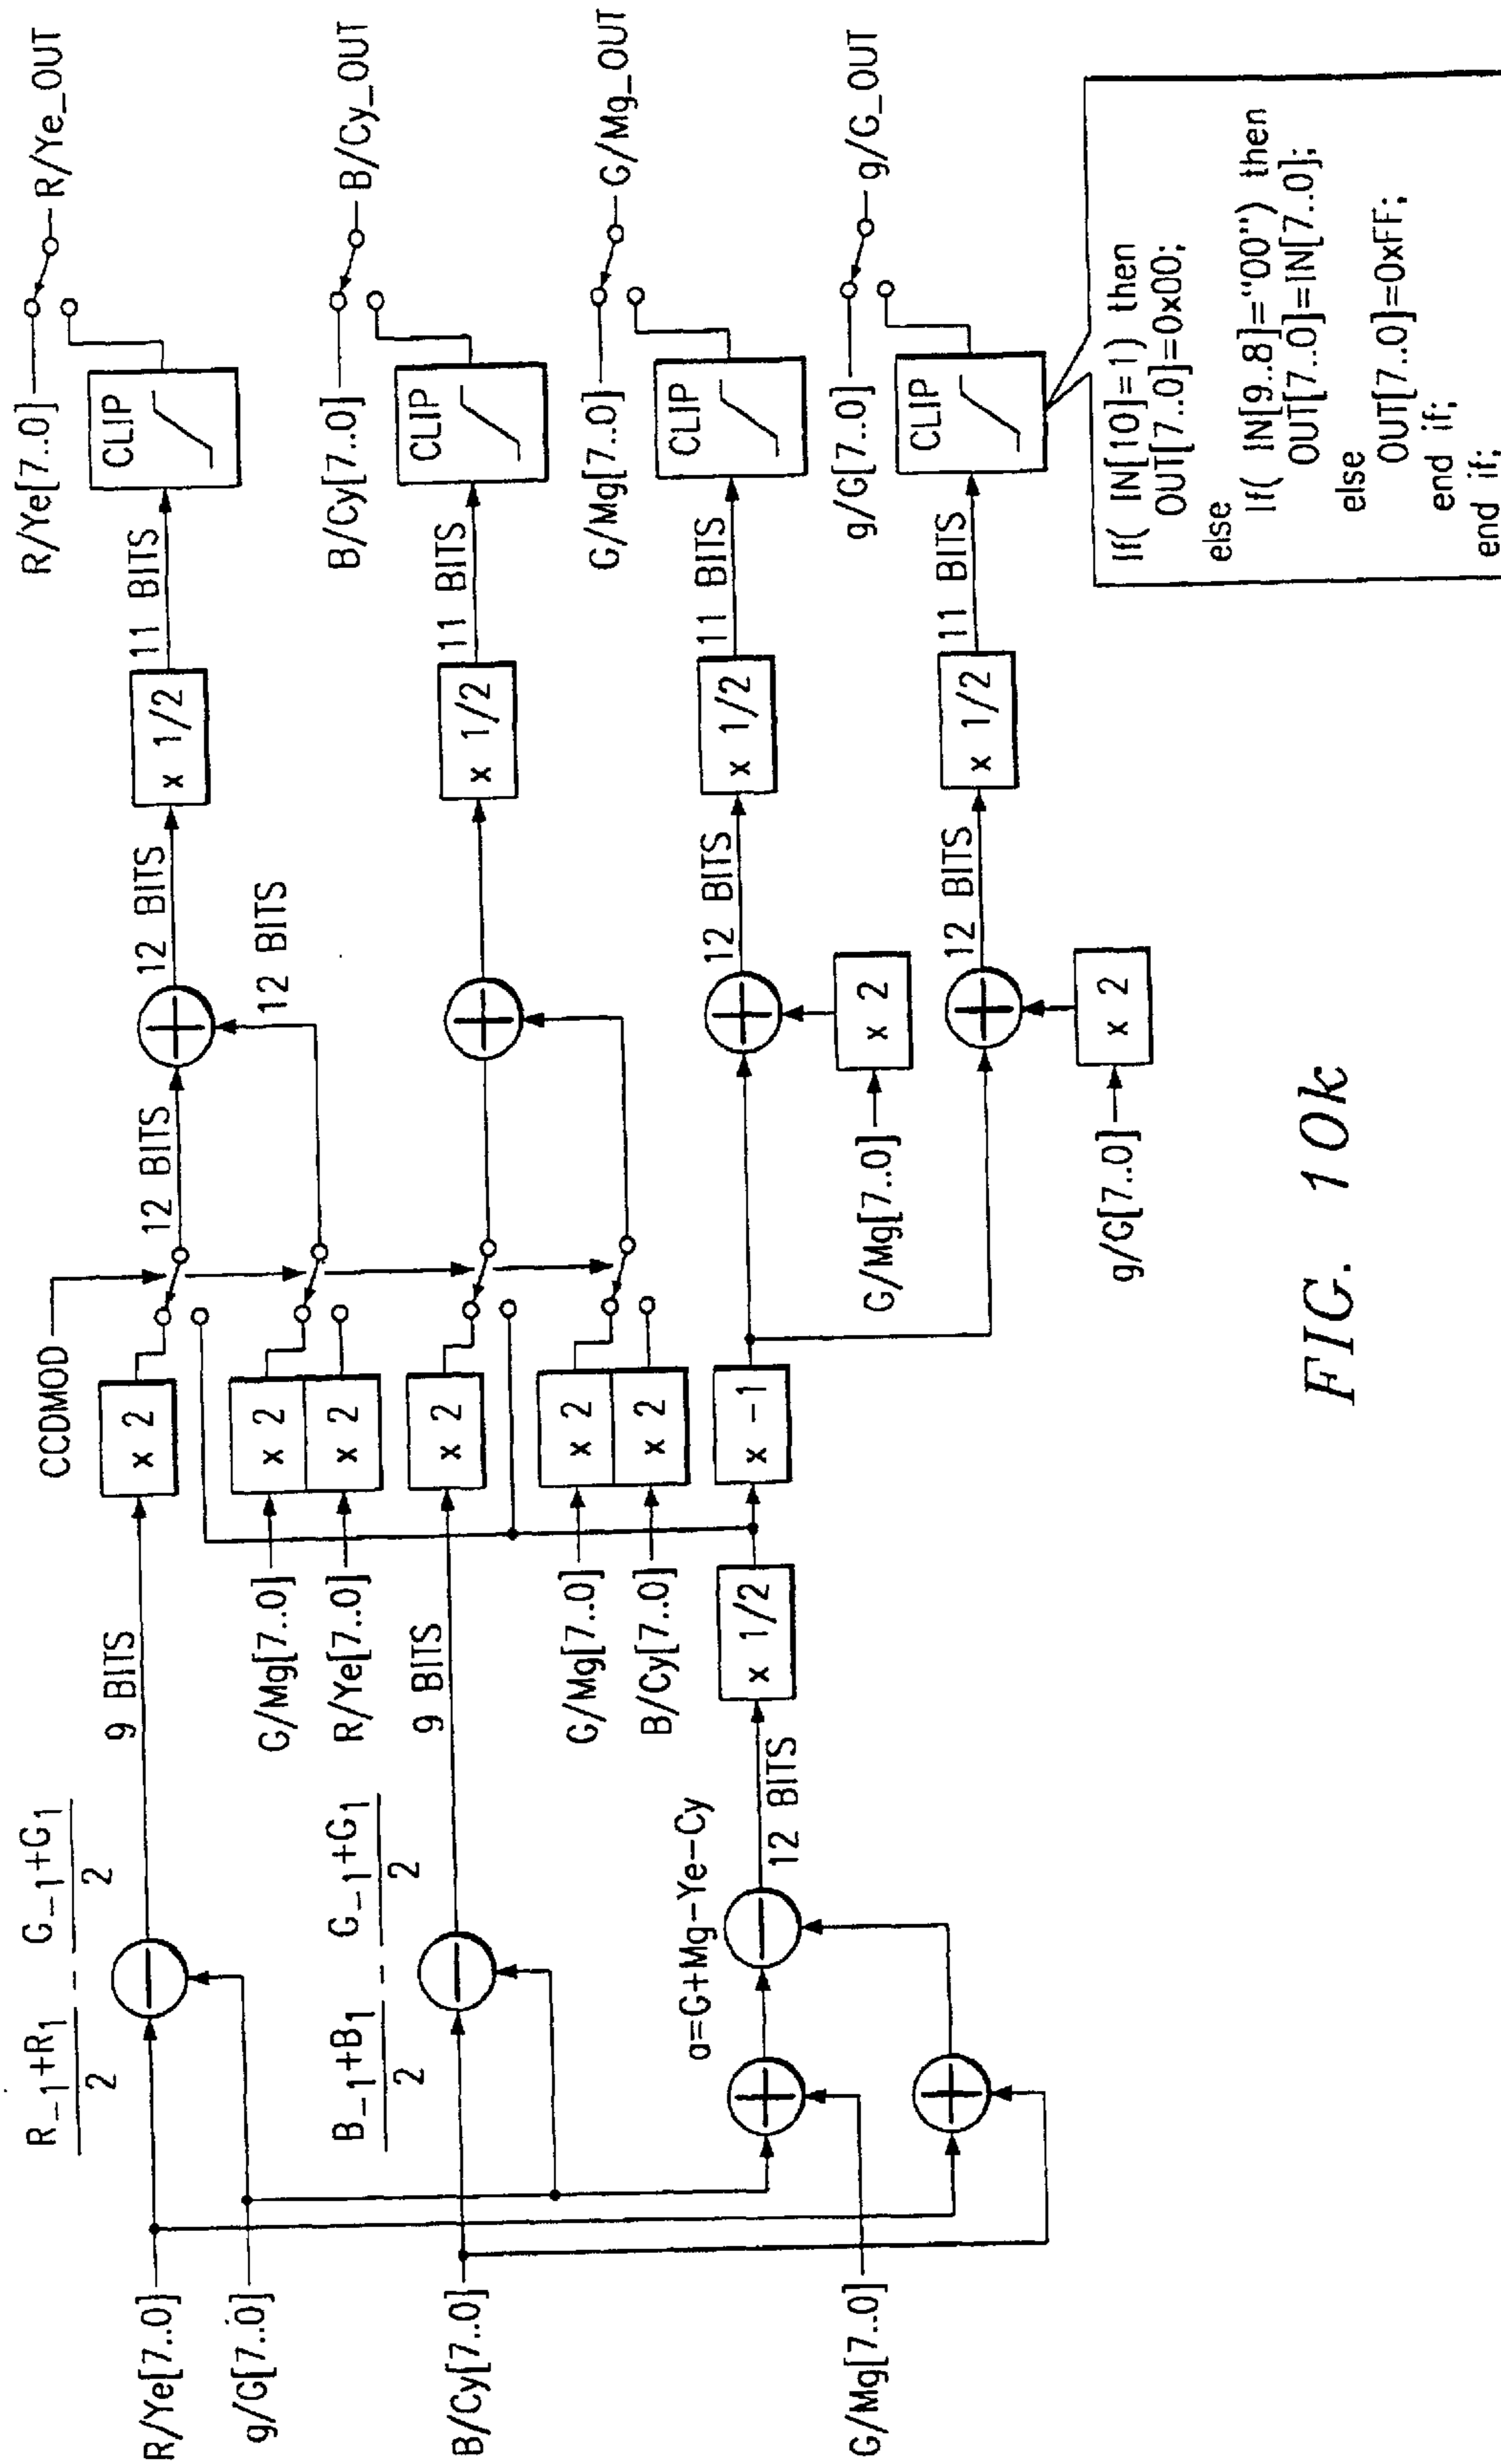 R/Ye[7..0]
g/G[7..0]
B/Cy[7..0]
G/Mg[7..0]
R−1+R1
2
-
G−1+G1
2
B−1+B1
2
-
G−1+G1
2
a=G+Mg−Ye−Cy
12 BITS
9 BITS
9 BITS
G/Mg[7..0]
R/Ye[7..0]
G/Mg[7..0]
B/Cy[7..0]
x 1/2
CCDMOD
x 2
x 2
x 2
x 2
x 2
x 2
x −1
12 BITS
12 BITS
12 BITS
G/Mg[7..0]
x 2
g/G[7..0]
x 2
12 BITS
12 BITS
x 1/2
x 1/2
x 1/2
x 1/2
11 BITS
11 BITS
11 BITS
11 BITS
CLIP
CLIP
CLIP
CLIP
R/Ye[7..0]
R/Ye_OUT
B/Cy[7..0]
B/Cy_OUT
G/Mg[7..0]
G/Mg_OUT
g/G[7..0]
g/G_OUT
If( IN[10]=1) then
OUT[7..0]=0x00;
else
If( IN[9..8]="00") then
OUT[7..0]=IN[7..0];
else
OUT[7..0]=0xFF;
end if;
end if;
FIG. 10k